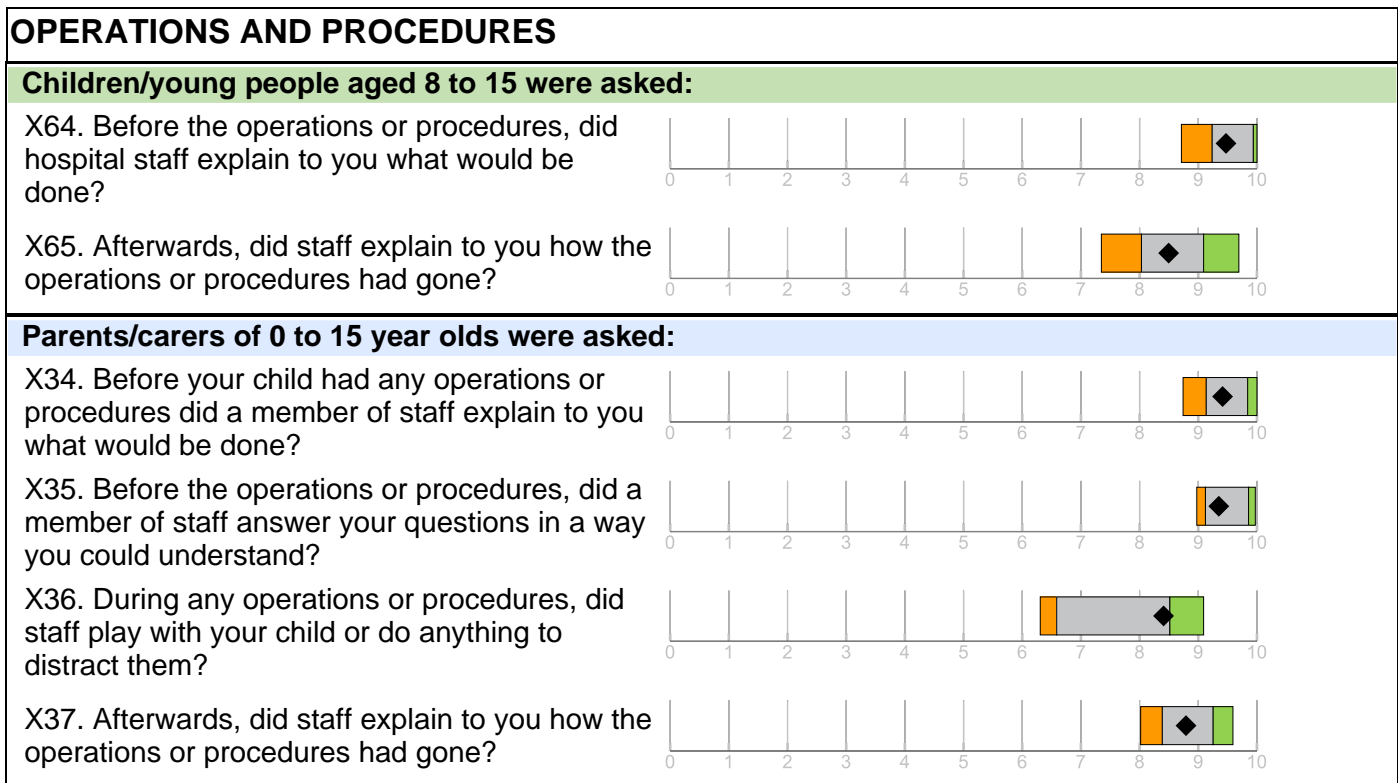 OPERATIONS AND PROCEDURES
Children/young people aged 8 to 15 were asked:
X64. Before the operations or procedures, did
hospital staff explain to you what would be
done?
0 1 2 3 4 5 6 7 8 9 10
X65. Afterwards, did staff explain to you how the
operations or procedures had gone?
0 1 2 3 4 5 6 7 8 9 10
Parents/carers of 0 to 15 year olds were asked:
X34. Before your child had any operations or
procedures did a member of staff explain to you
what would be done?
0 1 2 3 4 5 6 7 8 9 10
X35. Before the operations or procedures, did a
member of staff answer your questions in a way
you could understand?
0 1 2 3 4 5 6 7 8 9 10
X36. During any operations or procedures, did
staff play with your child or do anything to
distract them?
0 1 2 3 4 5 6 7 8 9 10
X37. Afterwards, did staff explain to you how the
operations or procedures had gone?
0 1 2 3 4 5 6 7 8 9 10